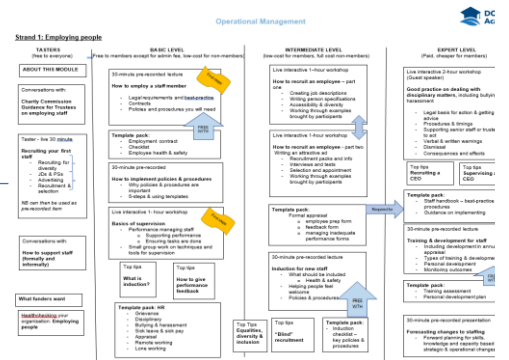 Operational Management
DC
Ac
Strand 1: Employing people
TASTERS
(free to everyone)
BASIC LEVEL
(Free to members except for admin fee, low-cost for non-members)
INTERMEDIATE LEVEL
(low-cost for members, full cost non-members)
EXPERT LEVEL
(Paid, cheaper for members)
ABOUT THIS MODULE
Conversations with:
Charity Commission
Guidance for Trustees
on employing staff
Taster - live 30 minute
Recruiting your first
staff
- Recruiting for
diversity
- JDs & PSs
- Advertising
- Recruitment &
selection
NB can then be used as
pre-recorded item
Conversations with:
How to support staff
(formally and
informally)
What funders want
Healthchecking your
organisation: Employing
people
30-minute pre-recorded lecture
How to employ a staff member
- Legal requirements and best-practice
- Contracts
- Policies and procedures you will need
Template pack:
- Employment contract
- Checklist
- Employee health & safety
FREE
WITH
30-minute pre-recorded
How to implement policies & procedures
- Why policies & procedures are
important
- 5-steps & using templates
Live interactive 1- hour workshop
Basics of supervision
- Performance-managing staff
o Supporting performance
o Ensuring tasks are done
- Small group work on techniques and
tools for supervision
Top tips
What is
induction?
Top tips
How to give
performance
feedback
Template pack: HR
- Grievance
- Disciplinary
- Bullying & harassment
- Sick leave & sick pay
- Appraisal
- Remote working
- Lone working
Live interactive 1-hour workshop
How to recruit an employee – part
one
- Creating job descriptions
- Writing person specifications
- Accessibility & diversity
- Working through examples
brought by participants
Live interactive 1-hour workshop
How to recruit an employee – part two
Writing an attractive ad
- Recruitment packs and info
- Interviews and tests
- Selection and appointment
- Working through examples
brought by participants
Template pack:
Formal appraisal
o employee prep form
o feedback form
o managing inadequate
performance forms
30-minute pre-recorded lecture
Induction for new staff
- What should be included
o Health & safety
- Helping people feel
welcome
- Policies & procedures
FREE
WITH
Top Tips
Equalities,
diversity &
inclusion
Top tips:
"Blind"
recruitment
Template pack:
- Induction
checklist –
key policies &
procedures
Live interactive 2-hour workshop
(Guest speaker)
Good practice on dealing with
disciplinary matters, including bullying
harassment
- Legal basis for action & getting
advice
- Procedures & timings
- Supporting senior staff or trustee
to act
- Verbal & written warnings
- Dismissal
- Consequences and effects
Top tips
Recruiting a
CEO
Top tips
Supervising a
CEO
Template pack:
- Staff handbook – best-practice
procedures
- Guidance on implementing
30-minute pre-recorded
Training & development for staff
- Including development in annual
appraisal
- Types of training & development
- Personal development
- Monitoring outcomes
Template pack:
- Training assessment
- Personal development plan
30-minute pre-recorded presentation
Forecasting changes to staffing
- Forward planning for skills,
knowledge and capacity based
strategic & operational changes